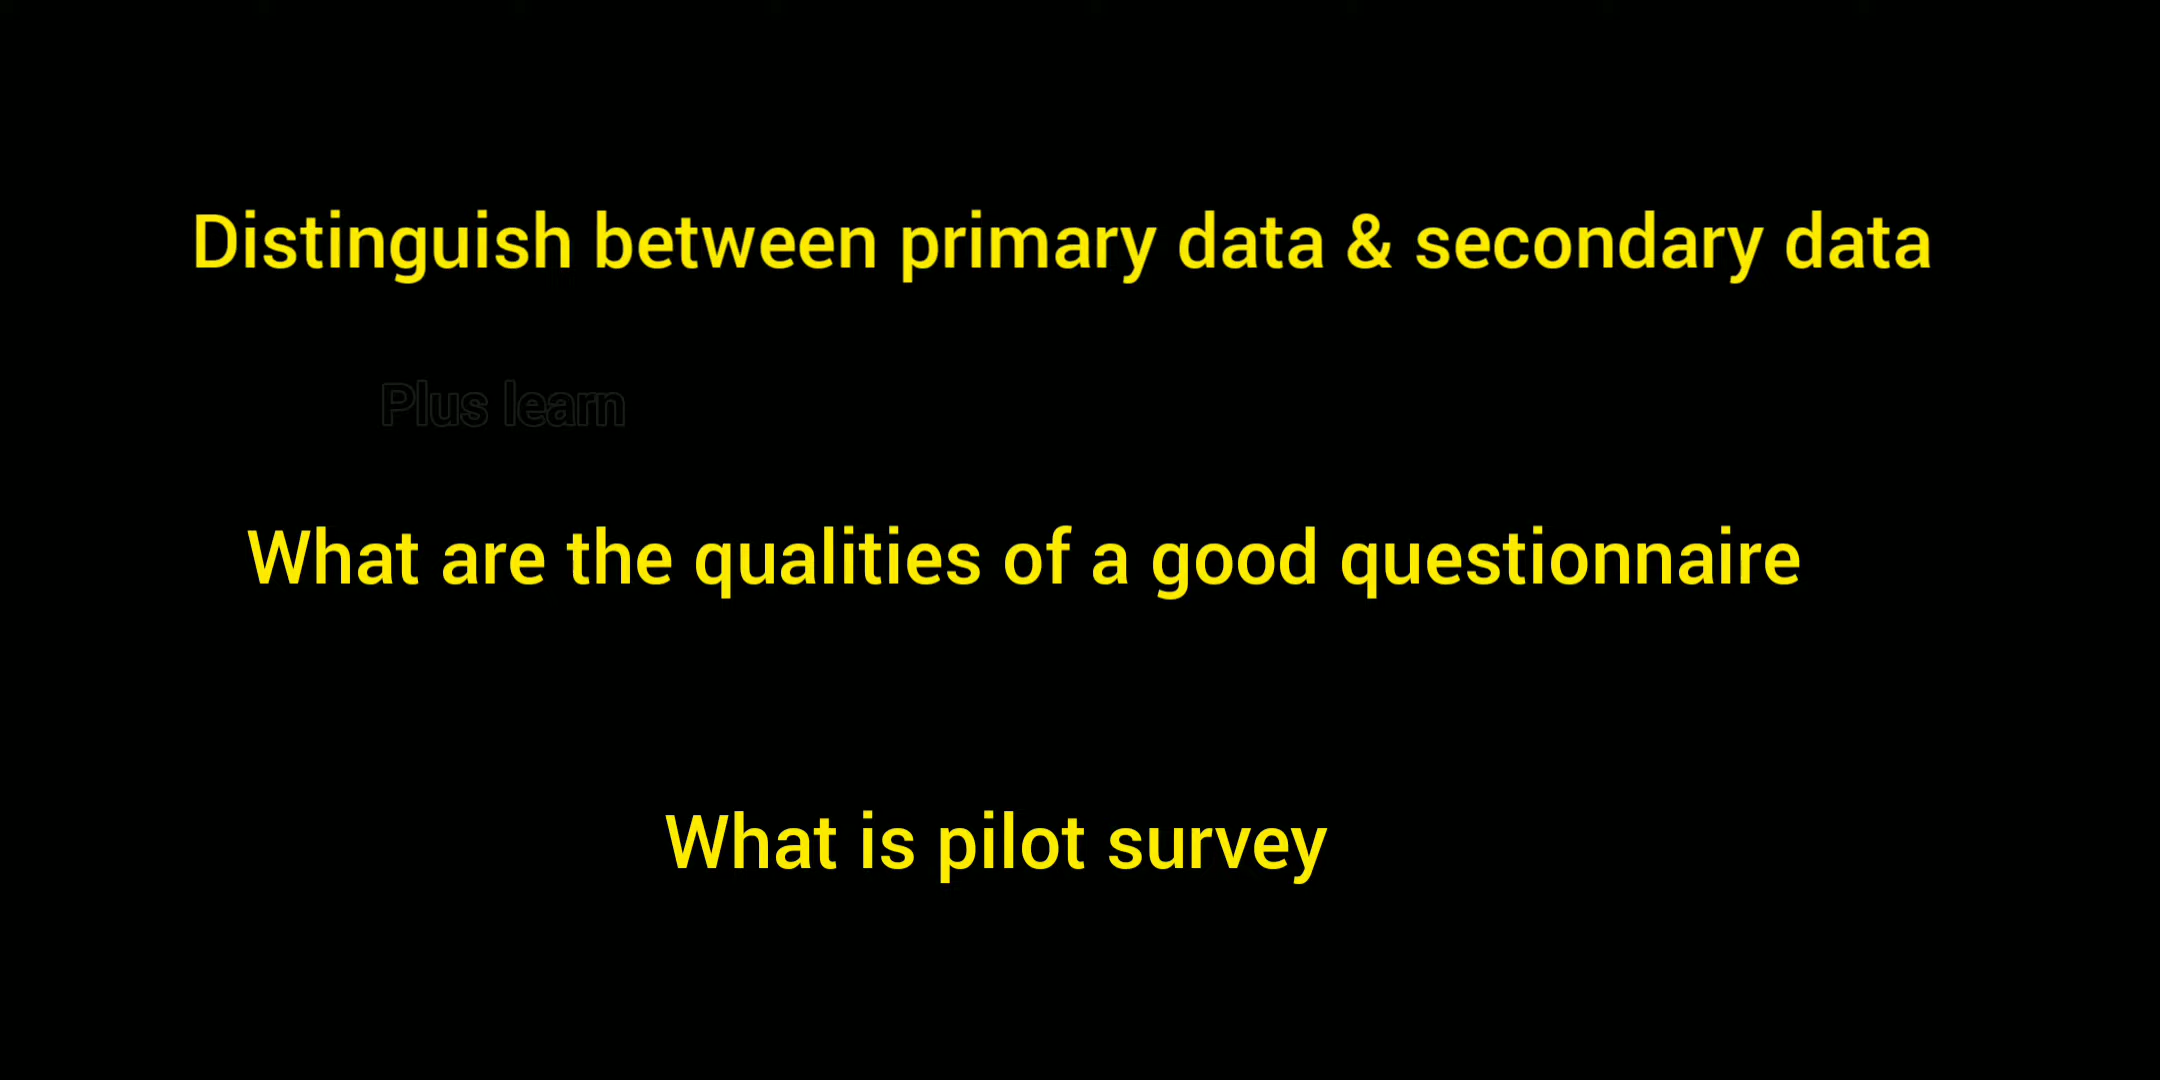 Distinguish between primary data & secondary data
Plus learn
What are the qualities of a good questionnaire
What is pilot survey